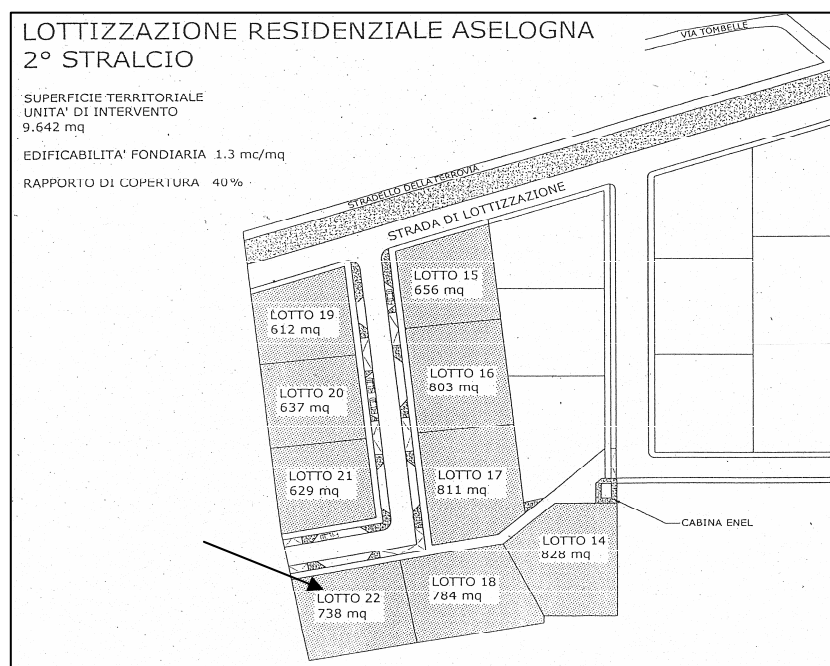 LOTTIZZAZIONE RESIDENZIALE ASELOGNA
2° STRALCIO
SUPERFICIE TERRITORIALE
UNITA' DI INTERVENTO
9.642 mq
EDIFICABILITA' FONDIARIA 1.3 mc/mq
RAPPORTO DI COPERTURA 40%
VIA TOMBELLE
STRADELLO DELLA FERROVIA
STRADA DI LOTTIZZAZIONE
LOTTO 15
656 mq
LOTTO 19
612 mq
LOTTO 16
803 mq
LOTTO 20
637 mq
LOTTO 21
629 mq
LOTTO 17
811 mq
CABINA ENEL
LOTTO 14
828 mq
LOTTO 18
784 mq
LOTTO 22
738 mq